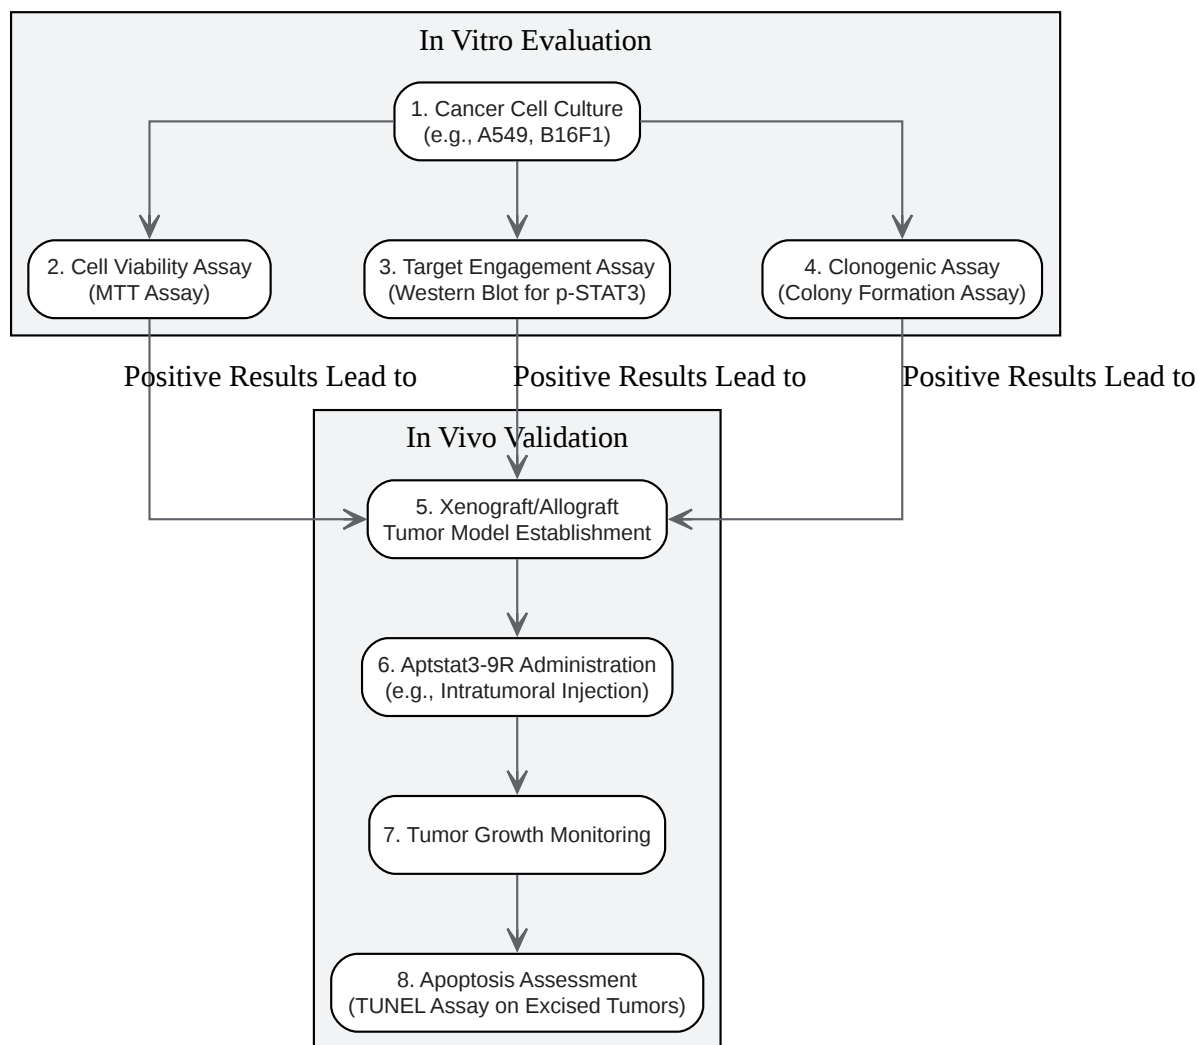 In Vitro Evaluation
1. Cancer Cell Culture
(e.g., A549, B16F1)
2. Cell Viability Assay
(MTT Assay)
3. Target Engagement Assay
(Western Blot for p-STAT3)
4. Clonogenic Assay
(Colony Formation Assay)
Positive Results Lead to
Positive Results Lead to
Positive Results Lead to
In Vivo Validation
5. Xenograft/Allograft
Tumor Model Establishment
6. Aptstat3-9R Administration
(e.g., Intratumoral Injection)
7. Tumor Growth Monitoring
8. Apoptosis Assessment
(TUNEL Assay on Excised Tumors)